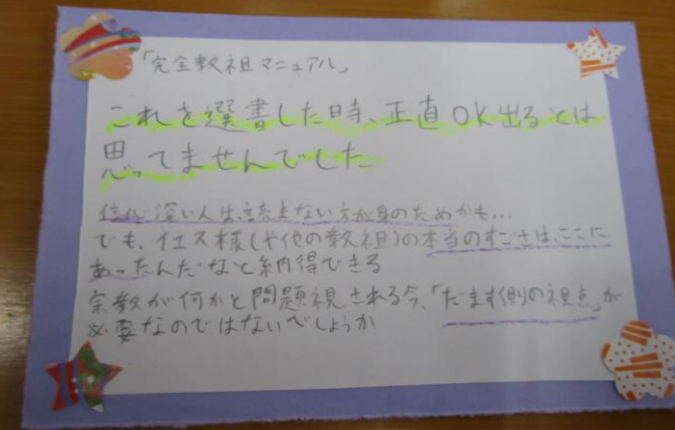 「完全教祖マニュアル」
これを選書した時、正直OK出るとは
思ってませんでした
信心深い人は、読まない方が身のためかも…
でも、イエス様(や他の教祖)の本当のすごさは、ここに
あったんだなと納得できる
宗教が何かと問題視される今、「だます側の視点」が
必要なのではないでしょうか